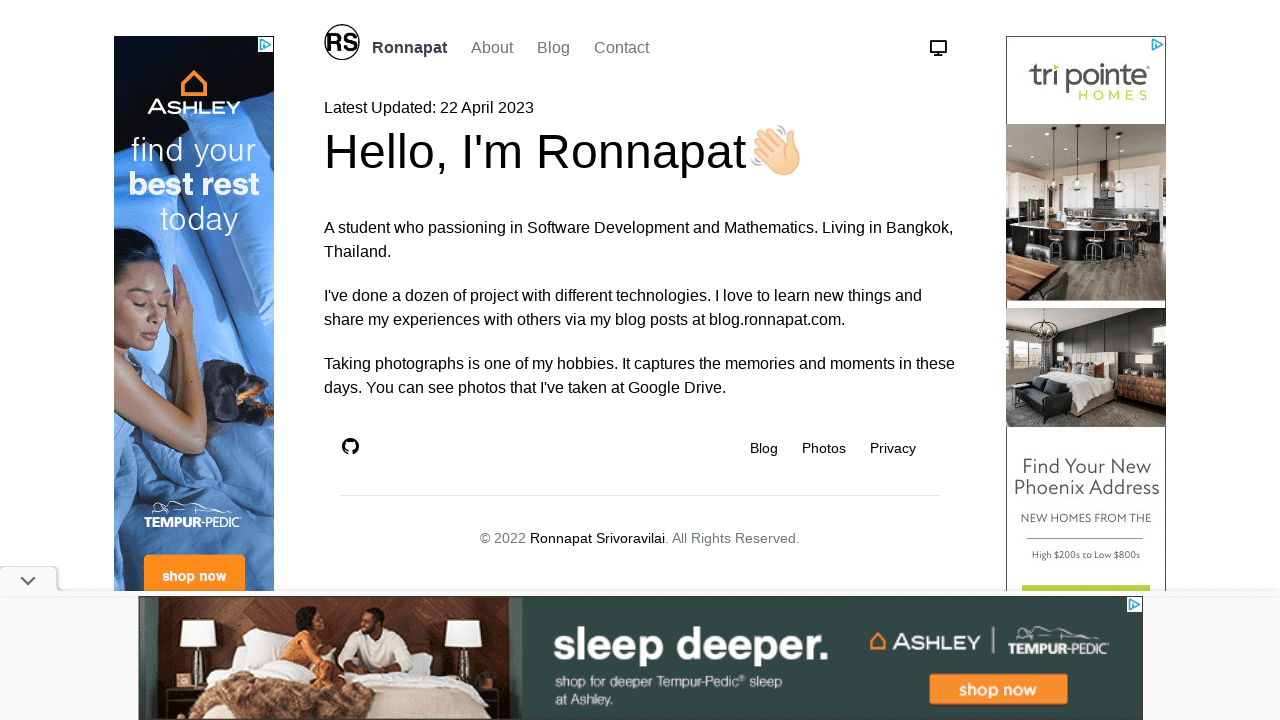 RS
Ronnapat
About
Blog
Contact
Latest Updated: 22 April 2023
Hello, I'm Ronnapat👋🏻
A student who passioning in Software Development and Mathematics. Living in Bangkok,
Thailand.
I've done a dozen of project with different technologies. I love to learn new things and
share my experiences with others via my blog posts at blog.ronnapat.com.
Taking photographs is one of my hobbies. It captures the memories and moments in these
days. You can see photos that I've taken at Google Drive.
Blog
Photos
Privacy
© 2022 Ronnapat Srivoravilai. All Rights Reserved.
ASHLEY
find your
best rest
today
TEMPUR-PEDIC®
shop now
tri pointe®
HOMES
Find Your New
Phoenix Address
NEW HOMES FROM THE
High $200s to Low $800s
sleep deeper.
shop for deeper Tempur-Pedic® sleep
at Ashley.
ASHLEY | TEMPUR-PEDIC®
shop now